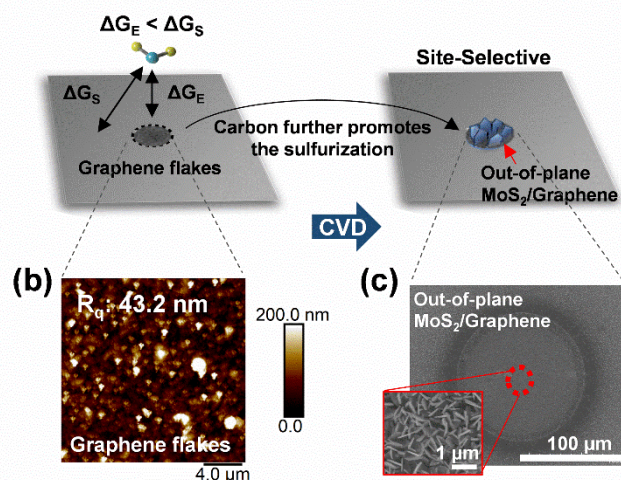 ΔG_E < ΔG_S
Site-Selective
ΔG_S
ΔG_E
Carbon further promotes
the sulfurization
Graphene flakes
Out-of-plane
MoS₂/Graphene
CVD
(b)
R_q: 43.2 nm
200.0 nm
0.0
Graphene flakes
4.0 µm
(c)
Out-of-plane
MoS₂/Graphene
1 µm
100 µm